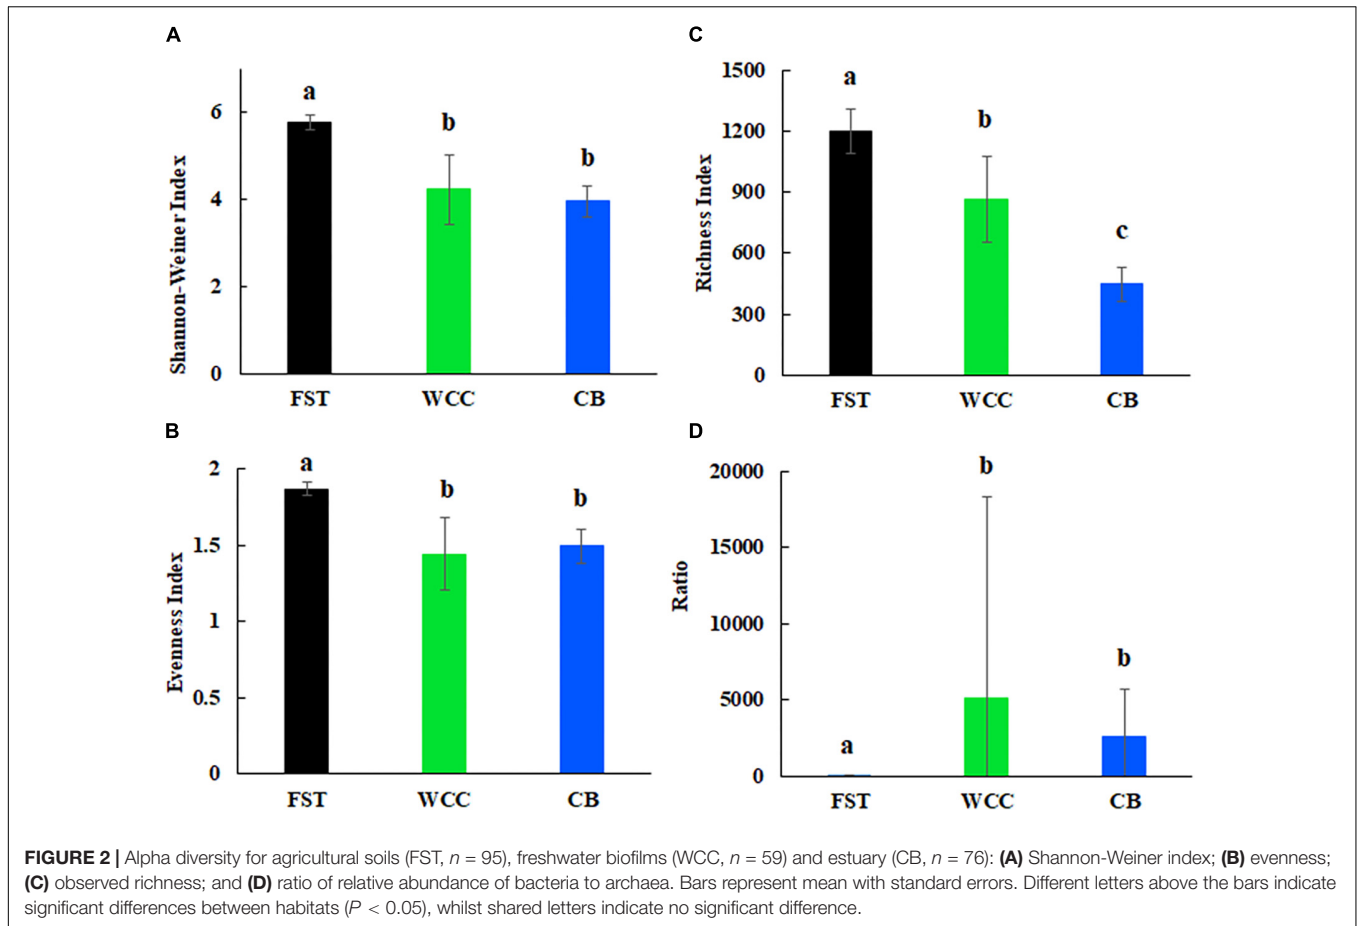 A
Shannon-Weiner Index
6
4
2
0
a
b
b
FST WCC CB
B
Evenness Index
2
1.5
1
0.5
0
a
b
b
FST WCC CB
C
Richness Index
1500
1200
900
600
300
0
a
b
c
FST WCC CB
D
Ratio
20000
15000
10000
5000
0
a
b
b
FST WCC CB
FIGURE 2 | Alpha diversity for agricultural soils (FST, n = 95), freshwater biofilms (WCC, n = 59) and estuary (CB, n = 76): (A) Shannon-Weiner index; (B) evenness;
(C) observed richness; and (D) ratio of relative abundance of bacteria to archaea. Bars represent mean with standard errors. Different letters above the bars indicate
significant differences between habitats (P < 0.05), whilst shared letters indicate no significant difference.